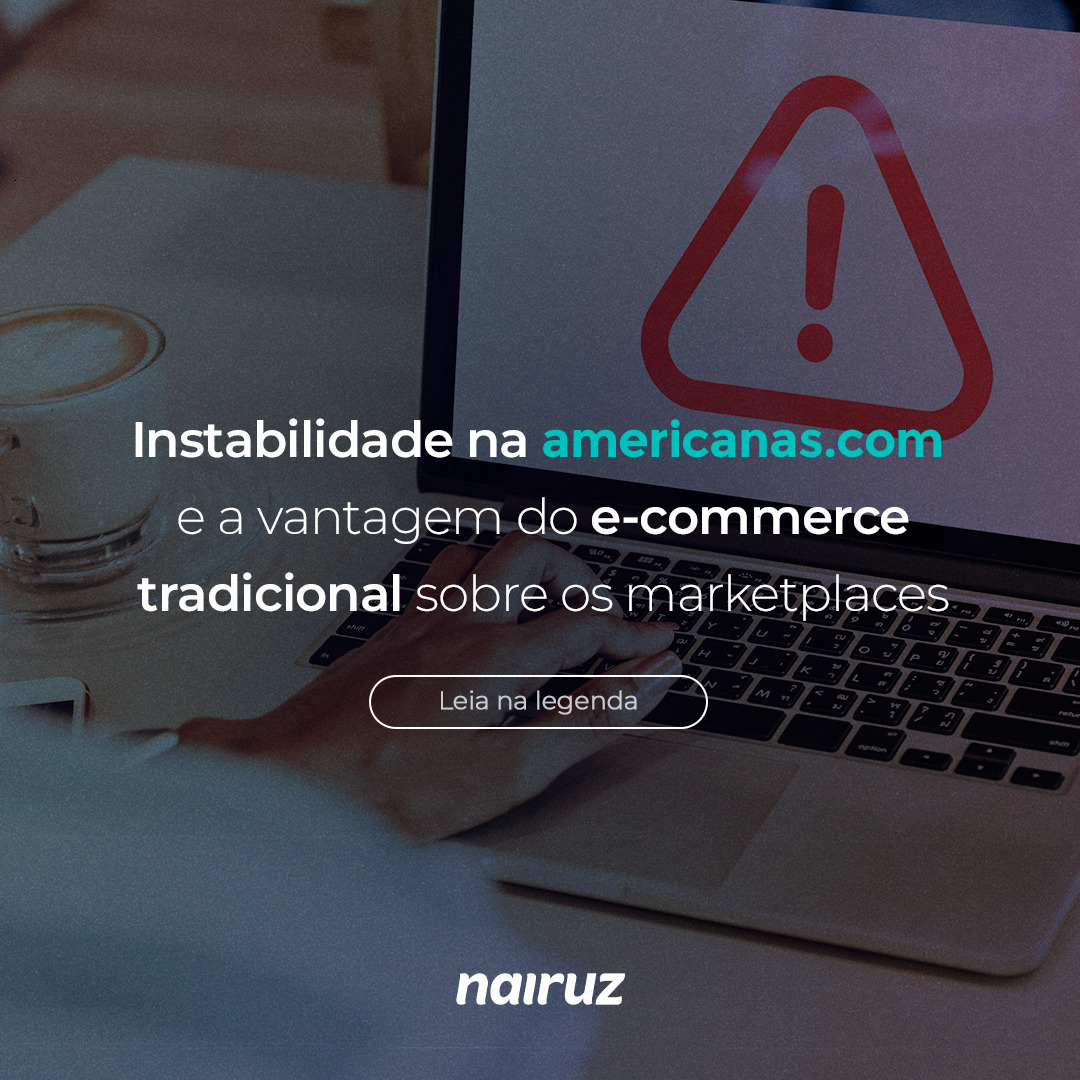 Instabilidade na americanas.com
e a vantagem do e-commerce
tradicional sobre os marketplaces
Leia na legenda
nairuz